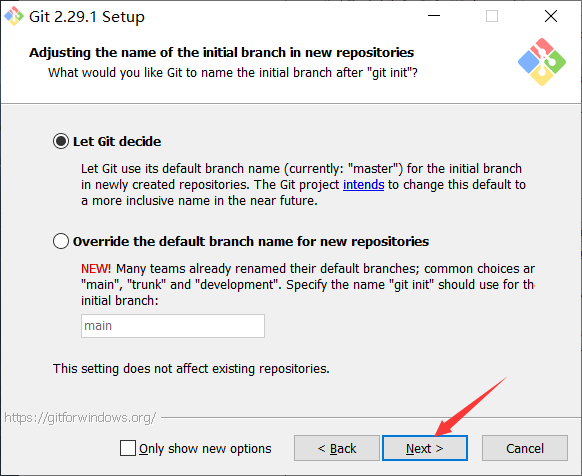 Git 2.29.1 Setup
Adjusting the name of the initial branch in new repositories
What would you like Git to name the initial branch after "git init"?
Let Git decide
Let Git use its default branch name (currently: "master") for the initial branch
in newly created repositories. The Git project intends to change this default to
a more inclusive name in the near future.
Override the default branch name for new repositories
NEW! Many teams already renamed their default branches; common choices ar
"main", "trunk" and "development". Specify the name "git init" should use for the
initial branch:
main
This setting does not affect existing repositories.
https://gitforwindows.org/
Only show new options
< Back
Next >
Cancel